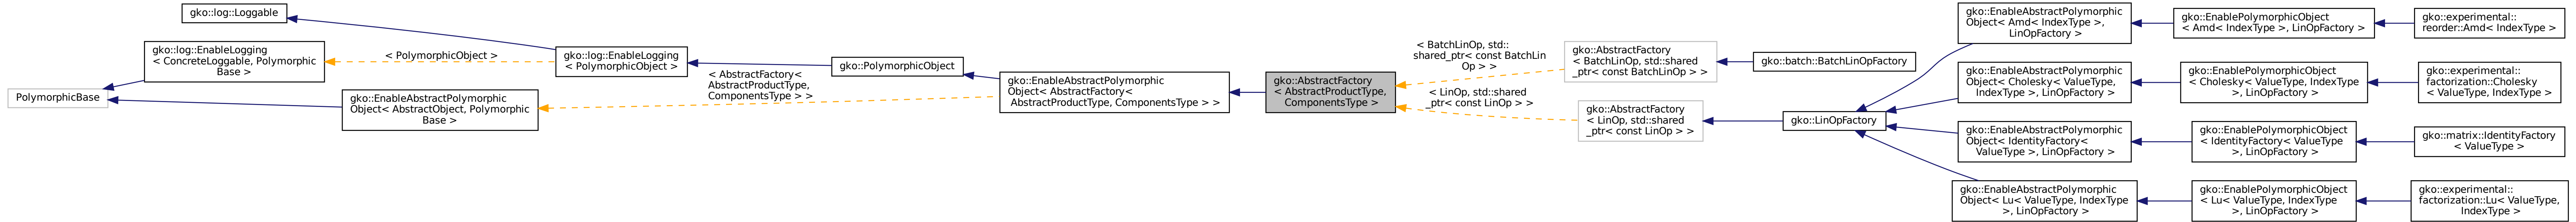 gko::log::Loggable
gko::log::EnableLogging
< ConcreteLoggable, Polymorphic
Base >
PolymorphicBase
gko::EnableAbstractPolymorphic
Object< AbstractObject, Polymorphic
Base >
< PolymorphicObject >
gko::log::EnableLogging
< PolymorphicObject >
< AbstractFactory<
AbstractProductType,
ComponentsType > >
gko::PolymorphicObject
gko::EnableAbstractPolymorphic
Object< AbstractFactory<
AbstractProductType, ComponentsType > >
gko::AbstractFactory
< AbstractProductType,
ComponentsType >
< BatchLinOp, std::
shared_ptr< const BatchLin
Op > >
< LinOp, std::shared
_ptr< const LinOp > >
gko::AbstractFactory
< BatchLinOp, std::shared
_ptr< const BatchLinOp > >
gko::AbstractFactory
< LinOp, std::shared
_ptr< const LinOp > >
gko::batch::BatchLinOpFactory
gko::LinOpFactory
gko::EnableAbstractPolymorphic
Object< Amd< IndexType >,
LinOpFactory >
gko::EnablePolymorphicObject
< Amd< IndexType >, LinOpFactory >
gko::experimental::
reorder::Amd< IndexType >
gko::EnableAbstractPolymorphic
Object< Cholesky< ValueType,
IndexType >, LinOpFactory >
gko::EnablePolymorphicObject
< Cholesky< ValueType, IndexType
>, LinOpFactory >
gko::experimental::
factorization::Cholesky
< ValueType, IndexType >
gko::EnableAbstractPolymorphic
Object< IdentityFactory<
ValueType >, LinOpFactory >
gko::EnablePolymorphicObject
< IdentityFactory< ValueType
>, LinOpFactory >
gko::matrix::IdentityFactory
< ValueType >
gko::EnableAbstractPolymorphic
Object< Lu< ValueType, IndexType
>, LinOpFactory >
gko::EnablePolymorphicObject
< Lu< ValueType, IndexType
>, LinOpFactory >
gko::experimental::
factorization::Lu< ValueType,
IndexType >